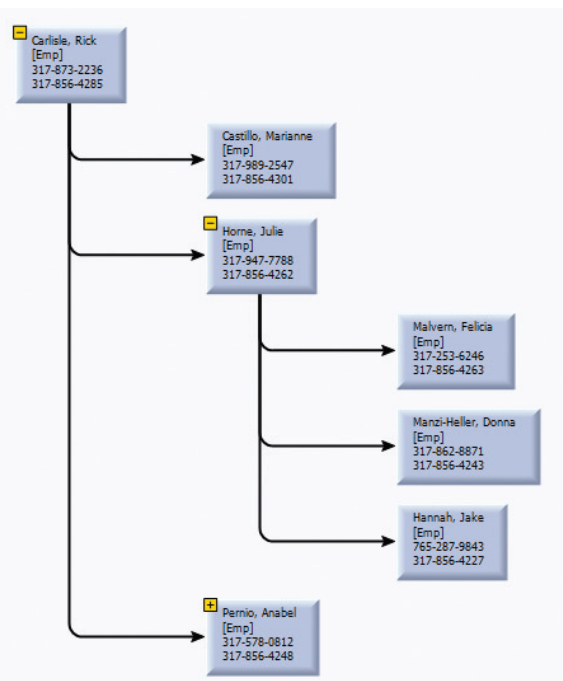 Carlisle, Rick
[Emp]
317-873-2236
317-856-4285
Castillo, Marianne
[Emp]
317-989-2547
317-856-4301
Horne, Julie
[Emp]
317-947-7788
317-856-4262
Malvern, Felicia
[Emp]
317-253-6246
317-856-4263
Manzi-Heller, Donna
[Emp]
317-862-8871
317-856-4243
Hannah, Jake
[Emp]
765-287-9843
317-856-4227
Pernio, Anabel
[Emp]
317-578-0812
317-856-4248